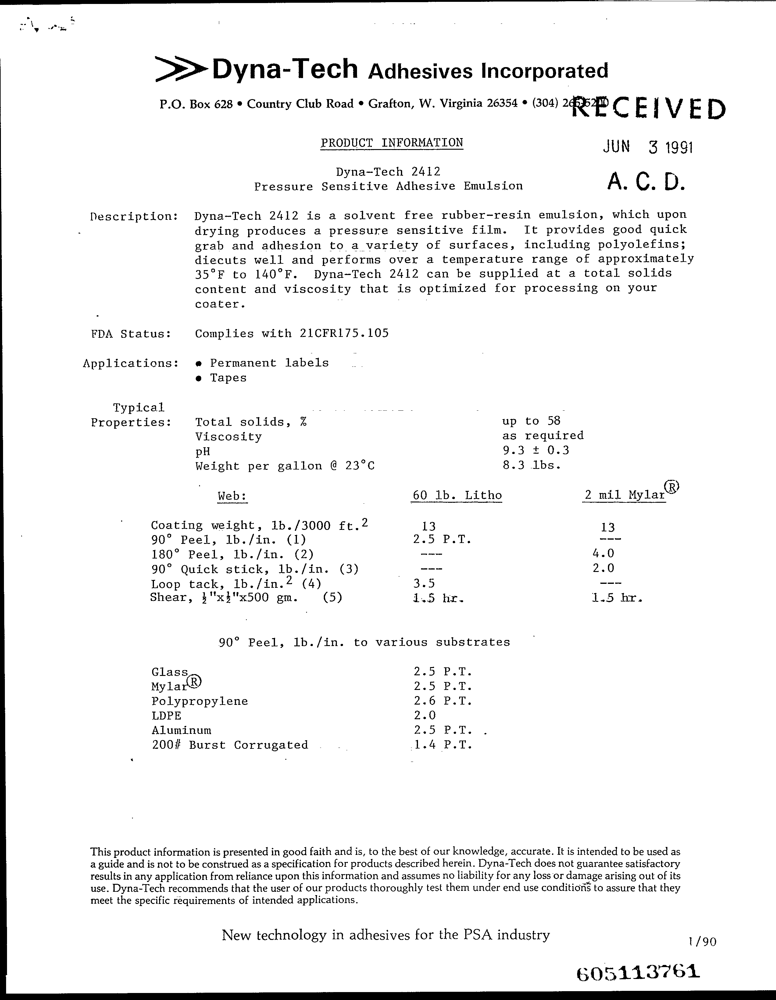 Dyna-Tech Adhesives Incorporated
P.O. Box 628 • Country Club Road • Grafton, W. Virginia 26354 • (304)
RECEIVED
PRODUCT INFORMATION
JUN 3 1991
Dyna-Tech 2412
Pressure Sensitive Adhesive Emulsion
A. C. D.
Description: Dyna-Tech 2412 is a solvent free rubber-resin emulsion, which upon
drying produces a pressure sensitive film. It provides good quick
grab and adhesion to a variety of surfaces, including polyolefins;
diecuts well and performs over a temperature range of approximately
35°F to 140°F. Dyna-Tech 2412 can be supplied at a total solids
content and viscosity that is optimized for processing on your
coater.
FDA Status: Complies with 21CFR175.105
Applications: • Permanent labels
• Tapes
Typical
Properties: Total solids, % up to 58
Viscosity as required
pH 9.3 ± 0.3
Weight per gallon @ 23°C 8.3 lbs.
Web: 60 lb. Litho 2 mil Mylar®
Coating weight, lb./3000 ft.2 13 13
90° Peel, lb./in. (1) 2.5 P.T. ---
180° Peel, lb./in. (2) --- 4.0
90° Quick stick, lb./in. (3) --- 2.0
Loop tack, lb./in.2 (4) 3.5 ---
Shear, ½"x½"x500 gm. (5) 1.5 hr. 1.5 hr.
90° Peel, lb./in. to various substrates
Glass 2.5 P.T.
Mylar® 2.5 P.T.
Polypropylene 2.6 P.T.
LDPE 2.0
Aluminum 2.5 P.T.
200# Burst Corrugated 1.4 P.T.
This product information is presented in good faith and is, to the best of our knowledge, accurate. It is intended to be used as
a guide and is not to be construed as a specification for products described herein. Dyna-Tech does not guarantee satisfactory
results in any application from reliance upon this information and assumes no liability for any loss or damage arising out of its
use. Dyna-Tech recommends that the user of our products thoroughly test them under end use conditions to assure that they
meet the specific requirements of intended applications.
New technology in adhesives for the PSA industry
1/90
605113761